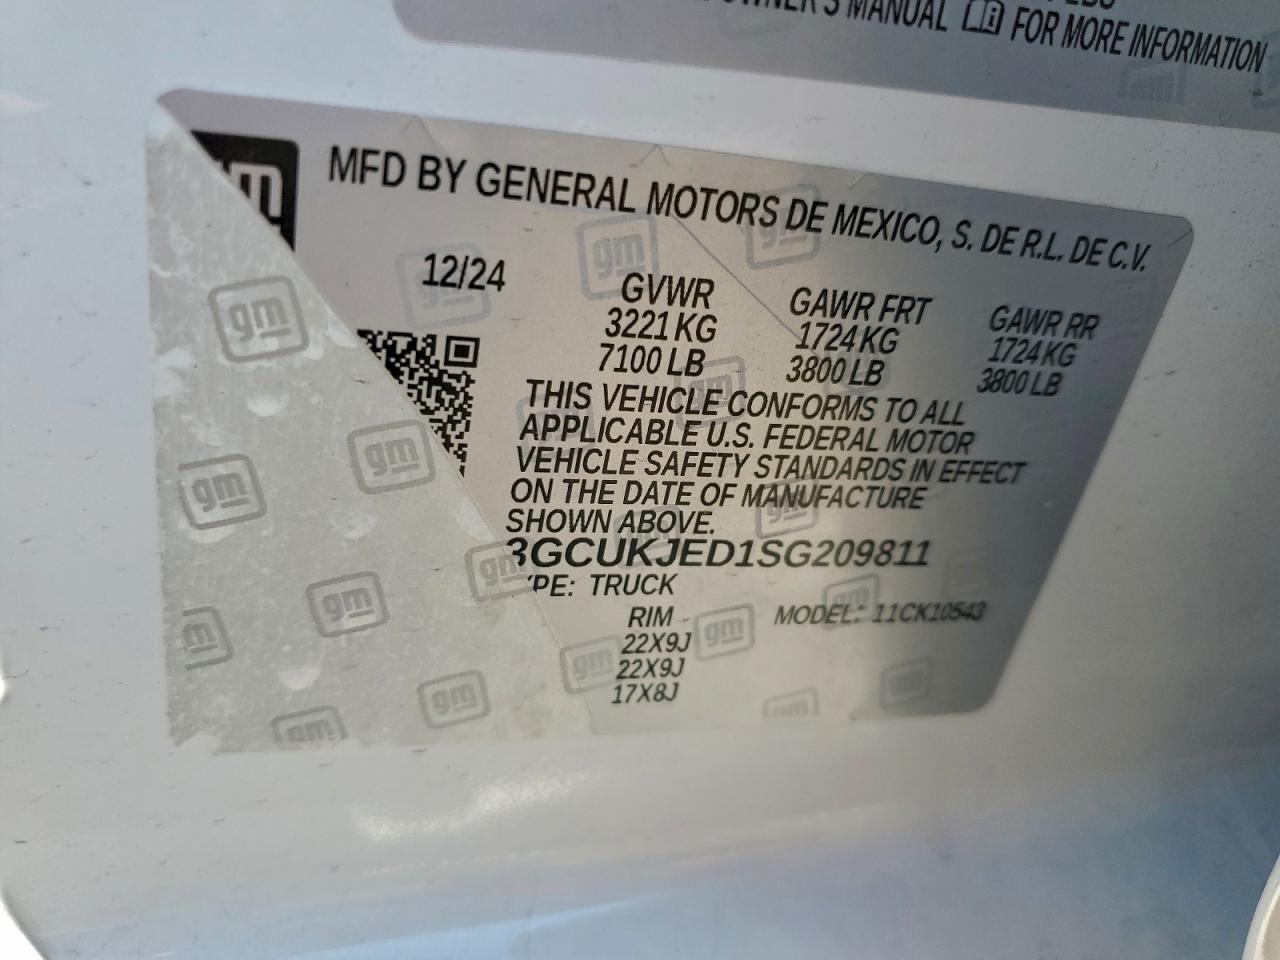 OWNER'S MANUAL FOR MORE INFORMATION
gm
MFD BY GENERAL MOTORS DE MEXICO, S. DE R.L. DE C.V.
12/24 GVWR GAWR FRT GAWR RR
3221 KG 1724 KG 1724 KG
7100 LB 3800 LB 3800 LB
THIS VEHICLE CONFORMS TO ALL
APPLICABLE U.S. FEDERAL MOTOR
VEHICLE SAFETY STANDARDS IN EFFECT
ON THE DATE OF MANUFACTURE
SHOWN ABOVE.
3GCUKJED1SG209811
YPE: TRUCK
RIM MODEL: 11CK10543
22X9J
22X9J
17X8J